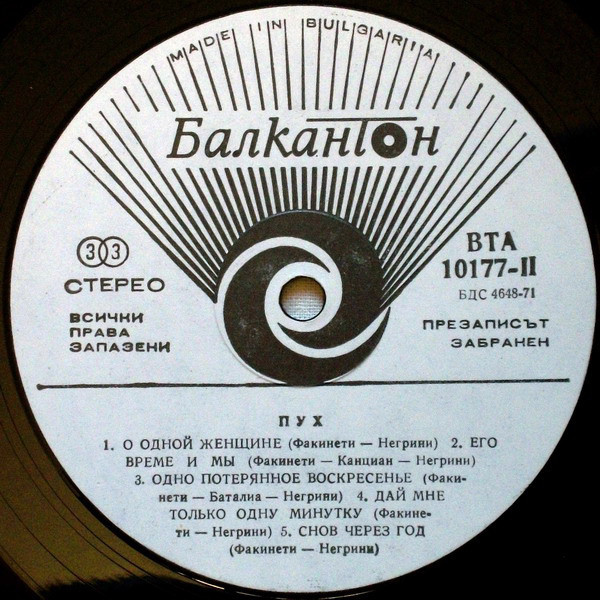 MADE IN BULGARIA
Балкантон
33
СТЕРЕО
ВСИЧКИ
ПРАВА
ЗАПАЗЕНИ
ВТА
10177-II
БДС 4648-71
ПРЕЗАПИСЪТ
ЗАБРАНЕН
ПУХ
1. О ОДНОЙ ЖЕНЩИНЕ (Факинети — Негрини) 2. ЕГО
ВРЕМЕ И МЫ (Факинети — Канциан — Негрини)
3. ОДНО ПОТЕРЯННОЕ ВОСКРЕСЕНЬЕ (Факи-
нети — Баталиа — Негрини) 4. ДАЙ МНЕ
ТОЛЬКО ОДНУ МИНУТКУ (Факине-
ти — Негрини) 5. СНОВ ЧЕРЕЗ ГОД
(Факинети — Негрини)